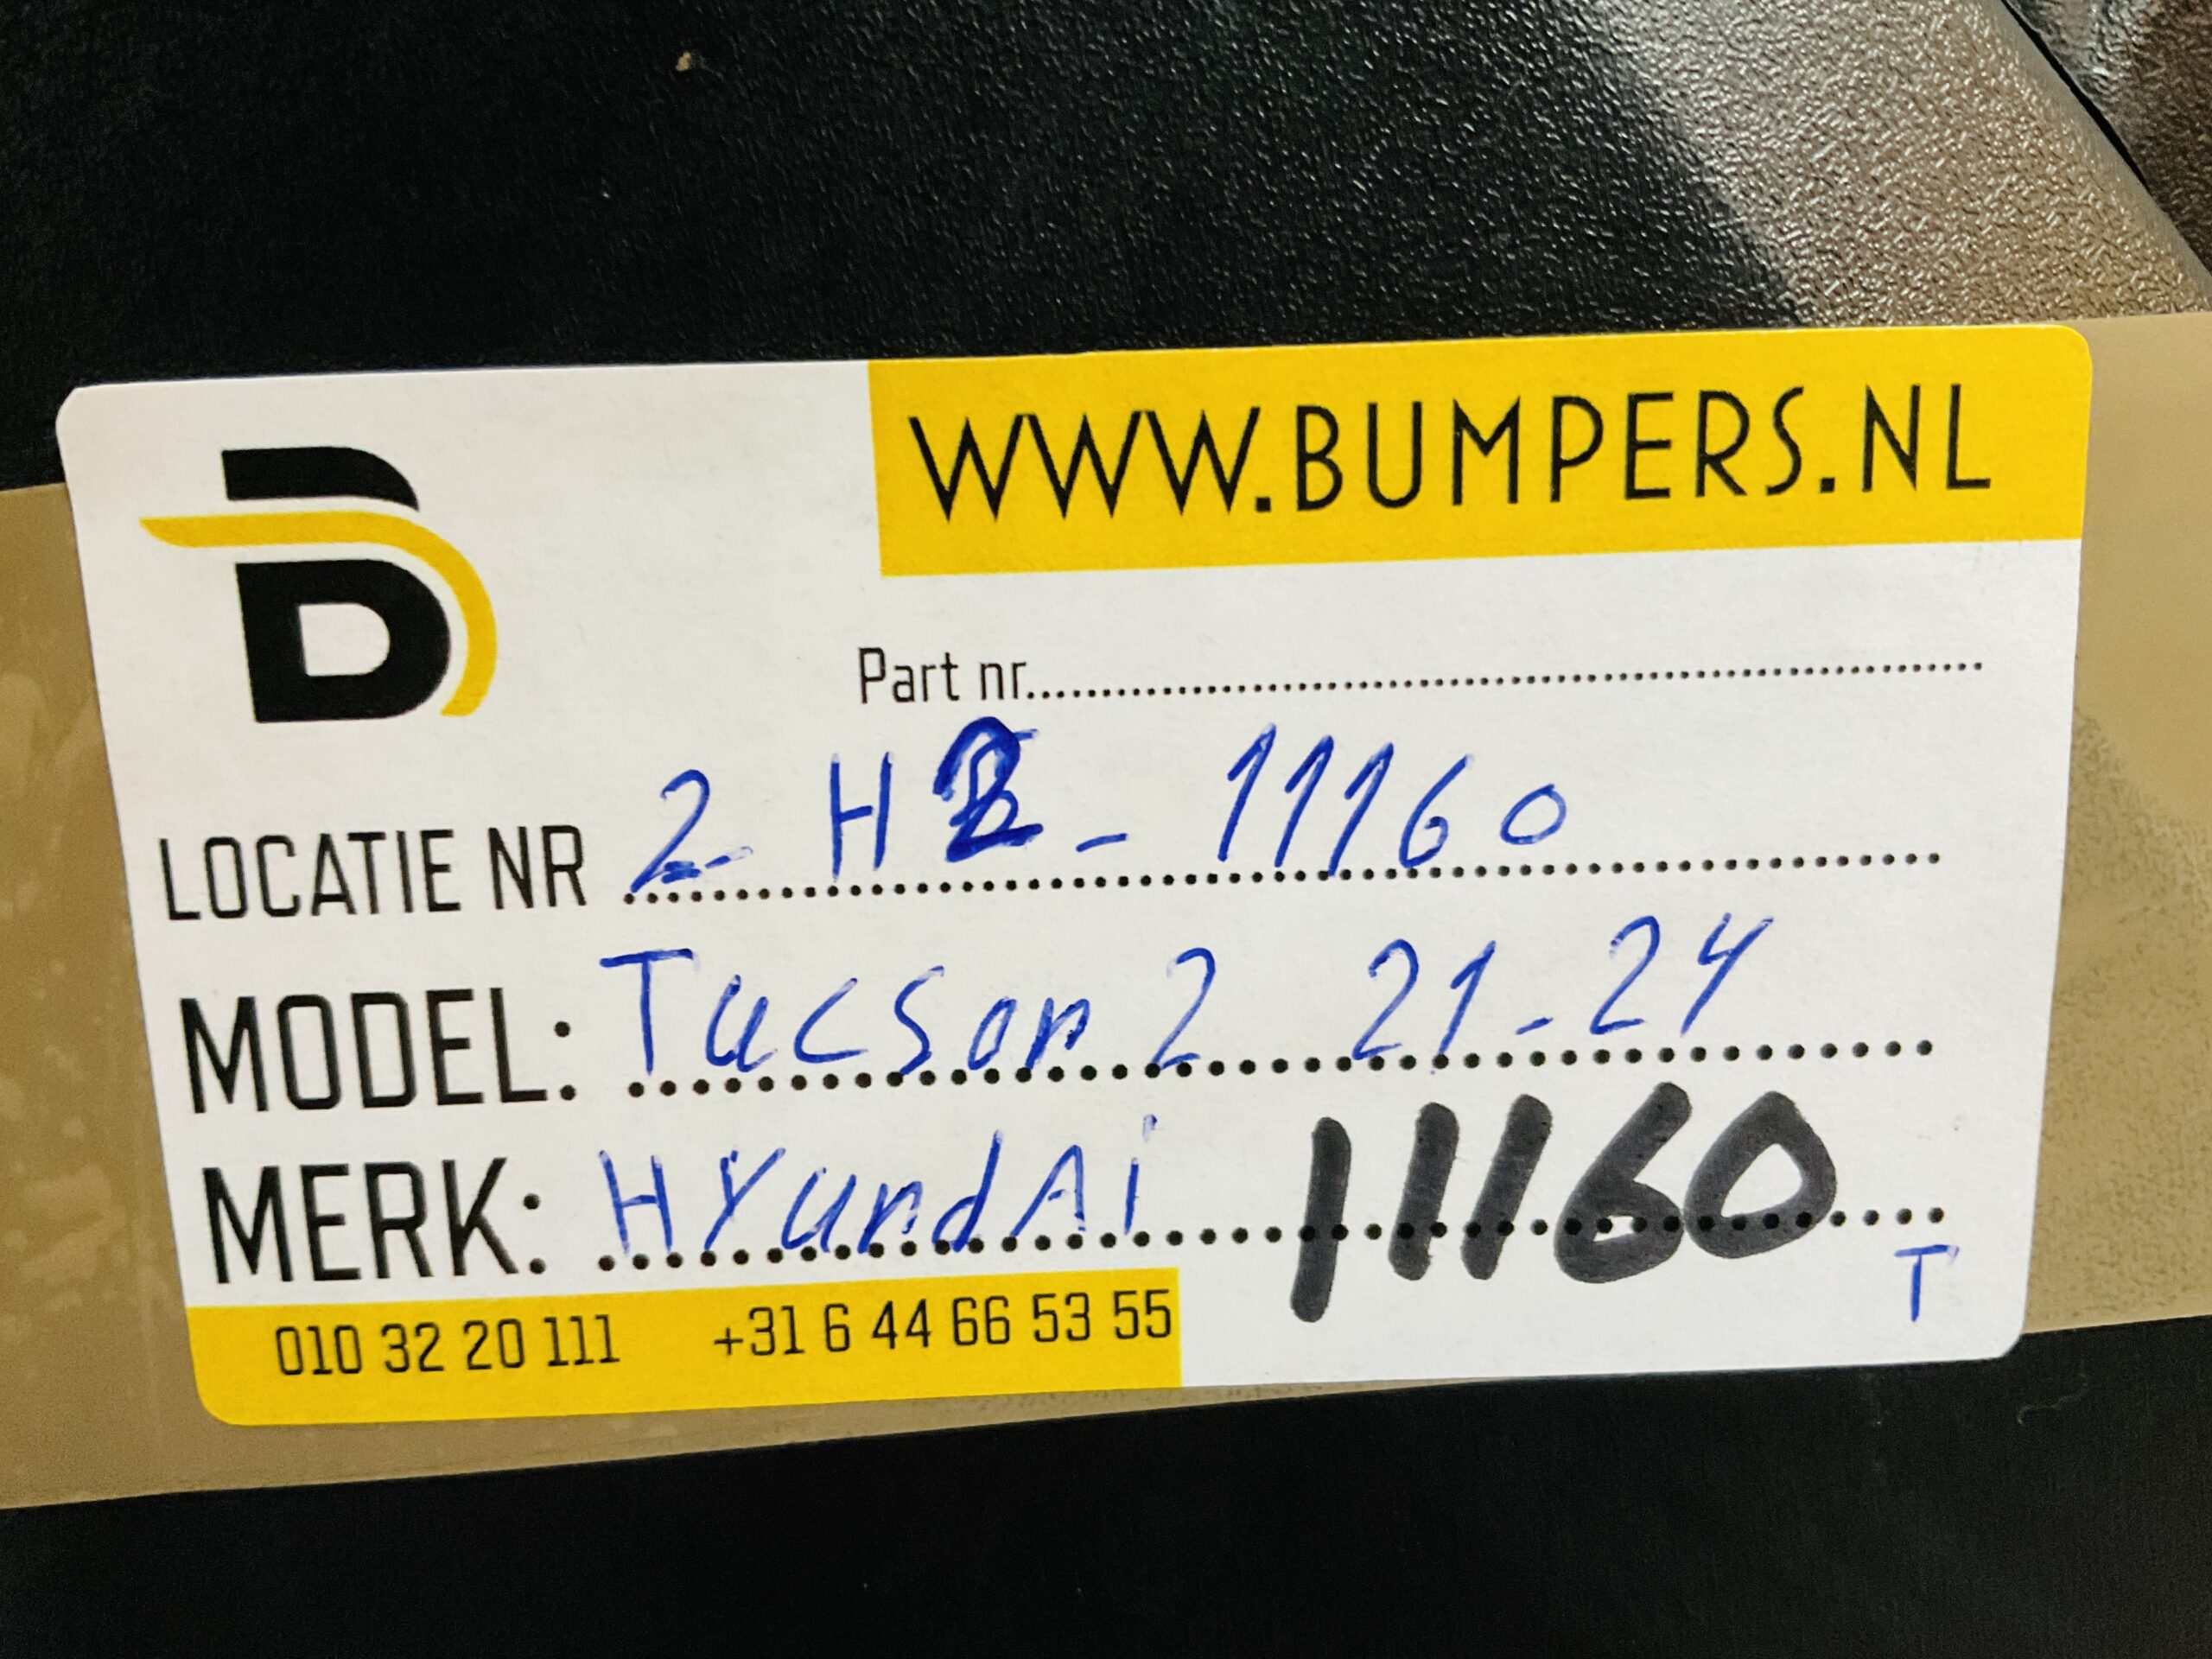 WWW.BUMPERS.NL
Part nr
LOCATIE NR 2 H2 - 11160
MODEL: Tucson 2 21-24
MERK: HYundAi 11160
T
010 32 20 111 +31 6 44 66 53 55